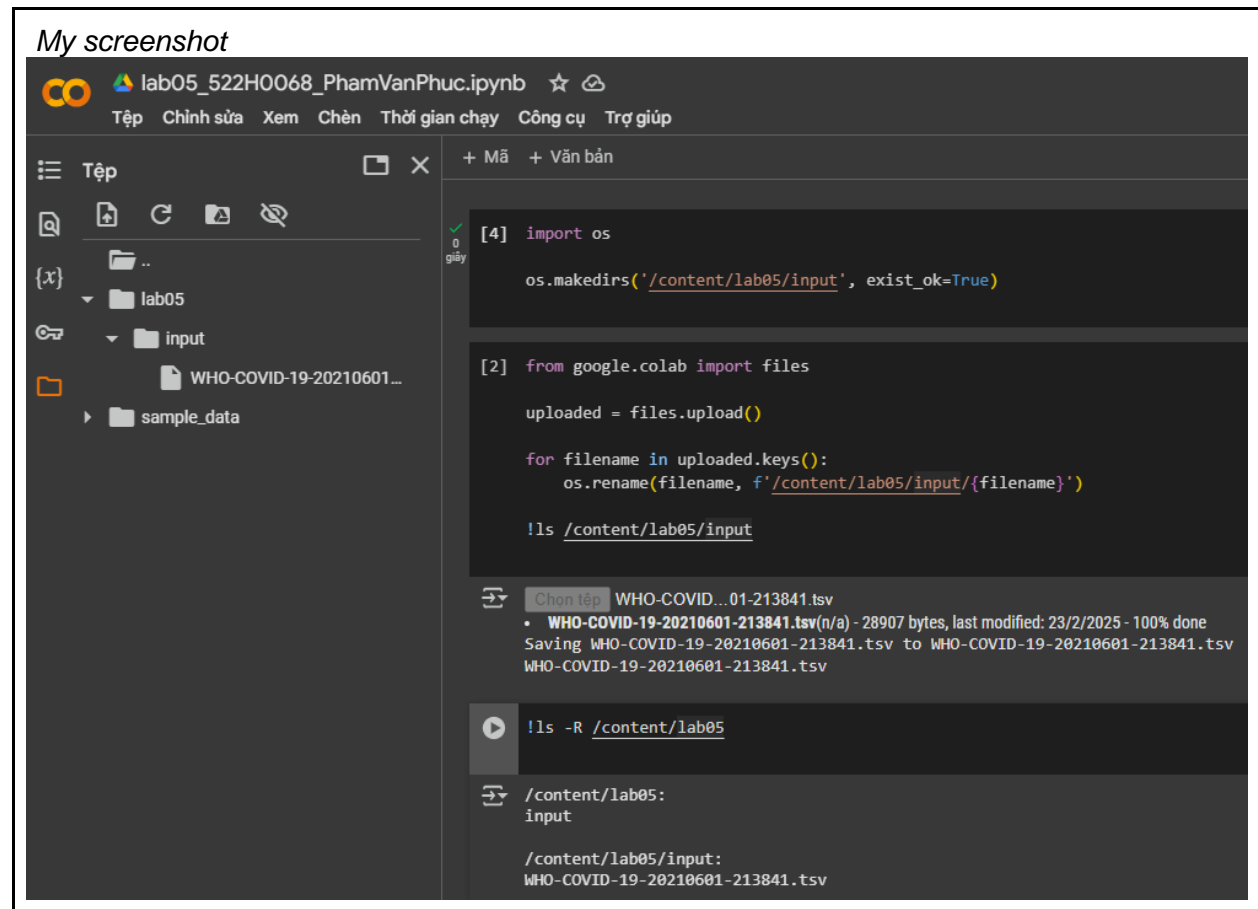 My screenshot
lab05_522H0068_PhamVanPhuc.ipynb
Tệp Chỉnh sửa Xem Chèn Thời gian chạy Công cụ Trợ giúp
Tệp
+ Mã + Văn bản
..
lab05
input
WHO-COVID-19-20210601...
sample_data
{x}
0
giây
[4] import os
os.makedirs('/content/lab05/input', exist_ok=True)
[2] from google.colab import files
uploaded = files.upload()
for filename in uploaded.keys():
os.rename(filename, f'/content/lab05/input/{filename}')
!ls /content/lab05/input
Chọn tệp WHO-COVID...01-213841.tsv
• WHO-COVID-19-20210601-213841.tsv(n/a) - 28907 bytes, last modified: 23/2/2025 - 100% done
Saving WHO-COVID-19-20210601-213841.tsv to WHO-COVID-19-20210601-213841.tsv
WHO-COVID-19-20210601-213841.tsv
!ls -R /content/lab05
/content/lab05:
input
/content/lab05/input:
WHO-COVID-19-20210601-213841.tsv